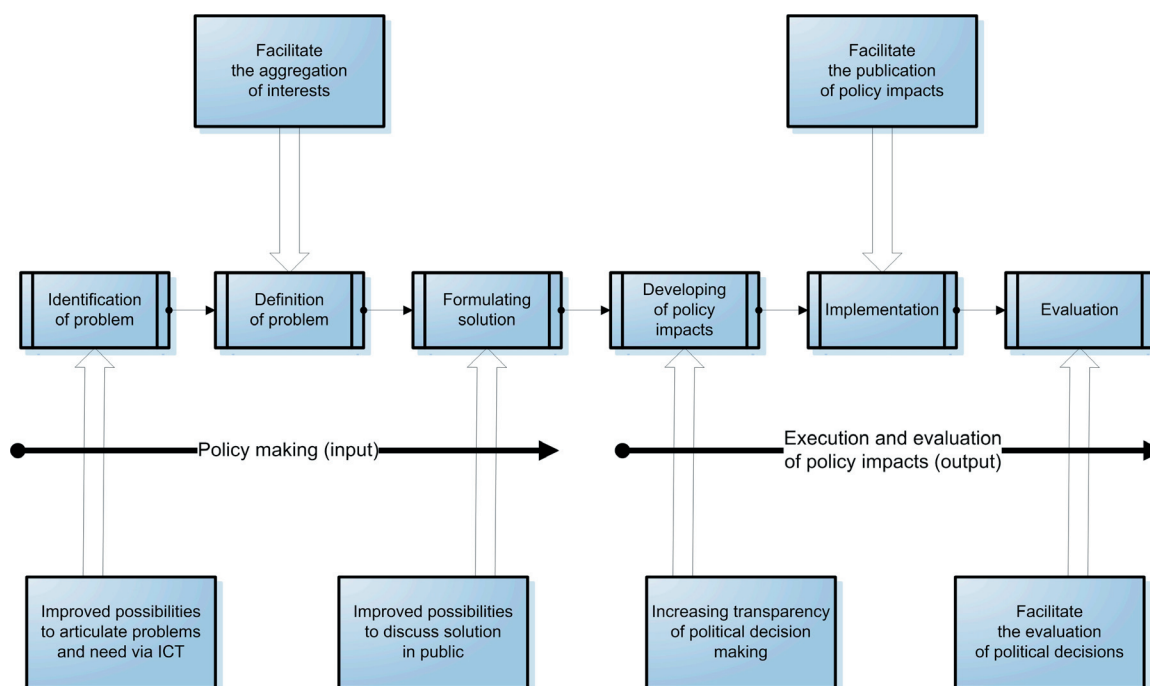 Facilitate
the aggregation
of interests
Facilitate
the publication
of policy impacts
Identification
of problem
Definition
of problem
Formulating
solution
Developing
of policy
impacts
Implementation
Evaluation
Policy making (input)
Execution and evaluation
of policy impacts (output)
Improved possibilities
to articulate problems
and need via ICT
Improved possibilities
to discuss solution
in public
Increasing transparency
of political decision
making
Facilitate
the evaluation
of political decisions